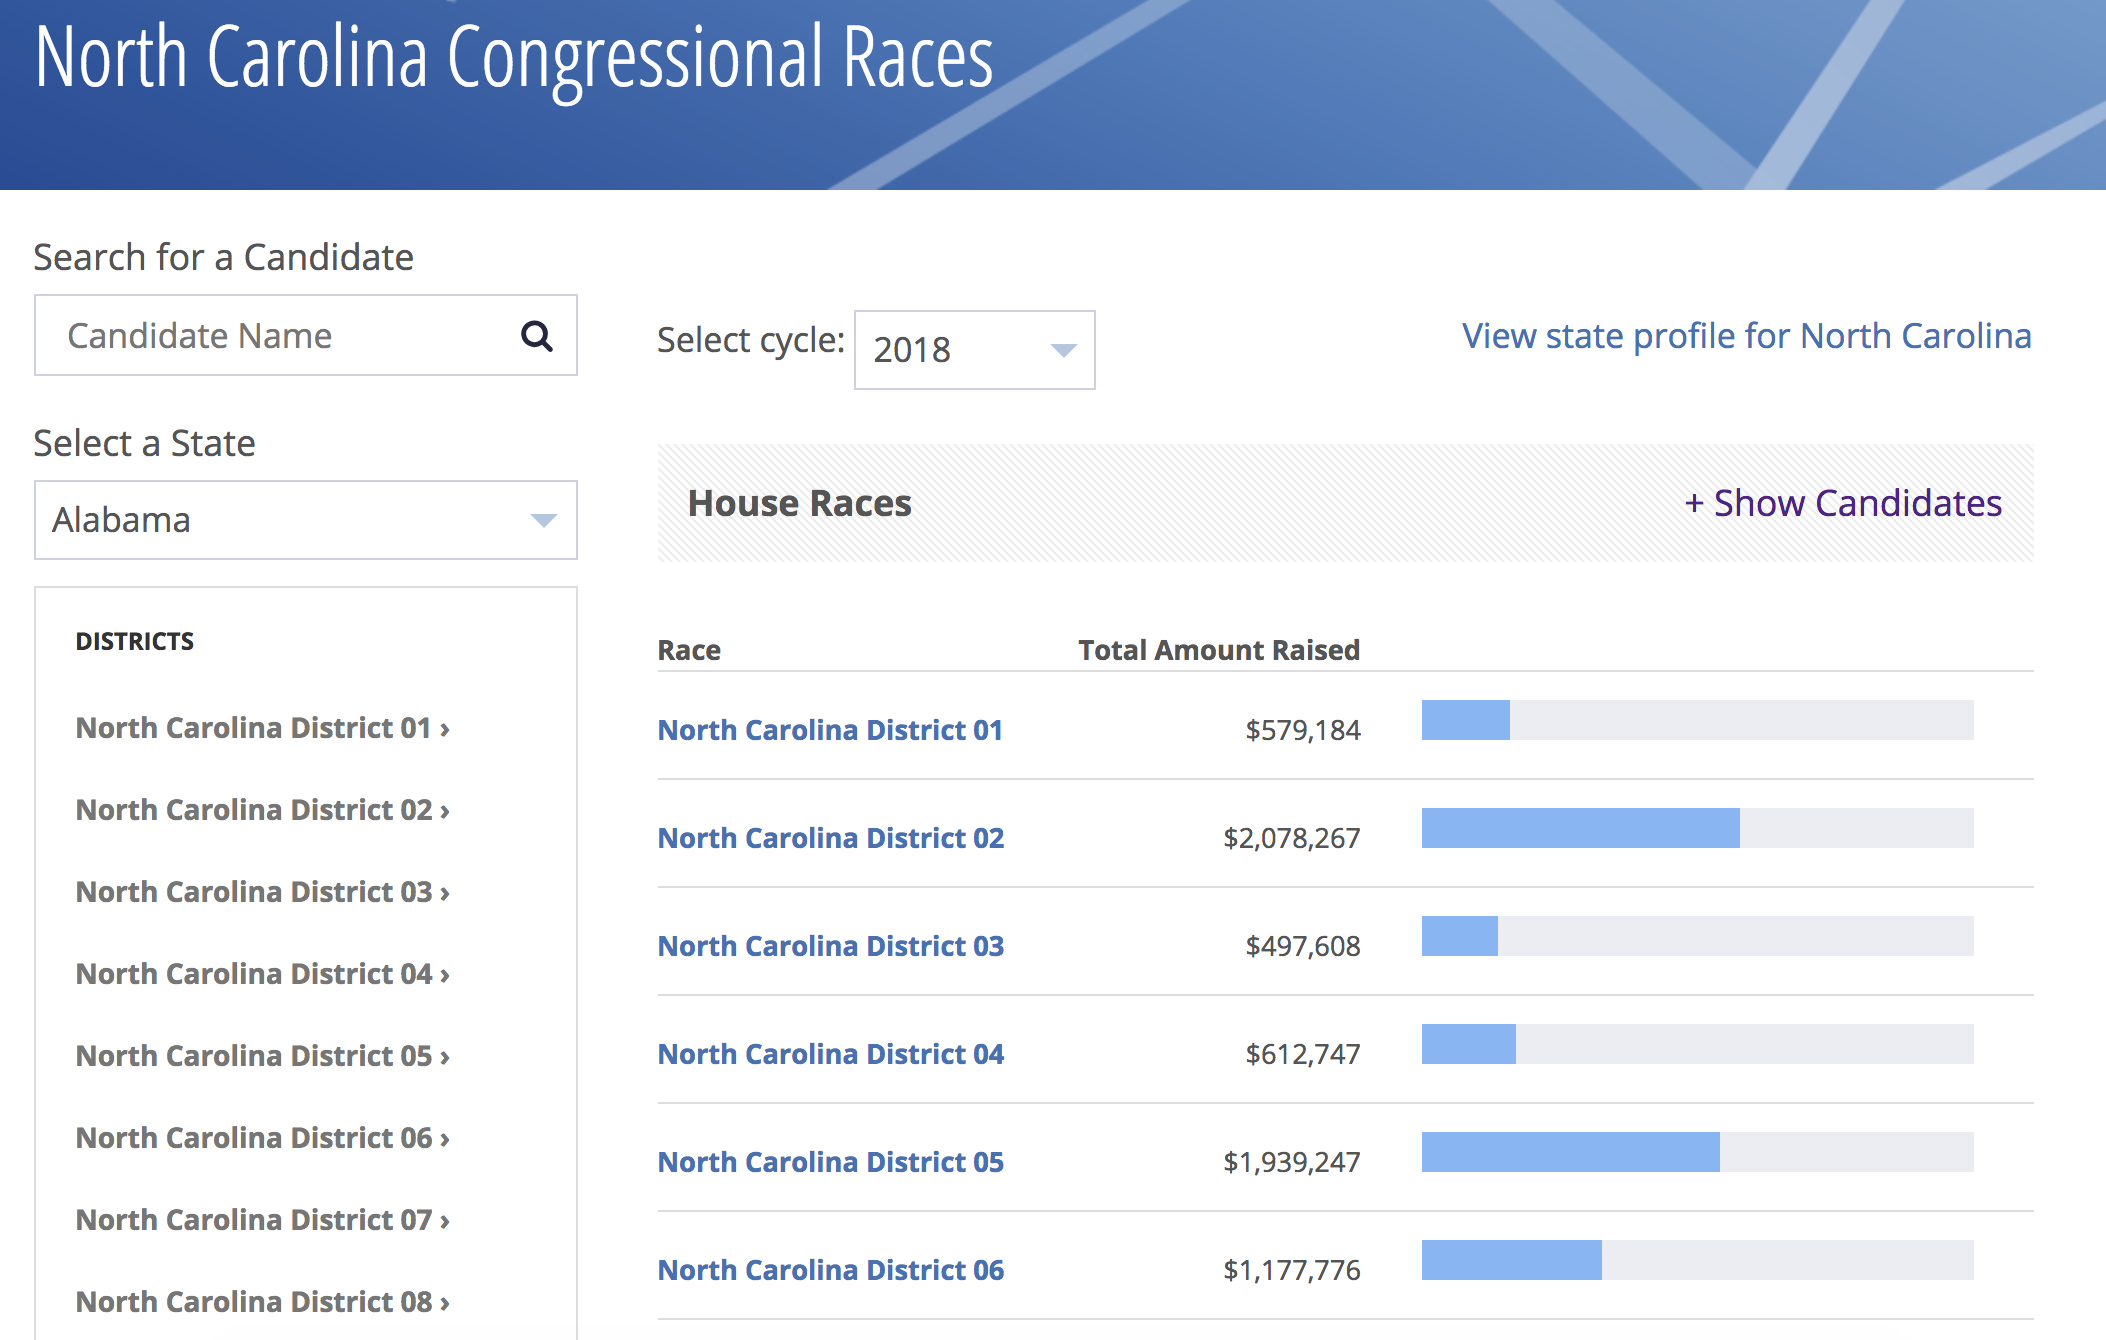 North Carolina Congressional Races
Search for a Candidate
Candidate Name
Select a State
Alabama
DISTRICTS
North Carolina District 01 ›
North Carolina District 02 ›
North Carolina District 03 ›
North Carolina District 04 ›
North Carolina District 05 ›
North Carolina District 06 ›
North Carolina District 07 ›
North Carolina District 08 ›
Select cycle: 2018
View state profile for North Carolina
House Races + Show Candidates
Race Total Amount Raised
North Carolina District 01 $579,184
North Carolina District 02 $2,078,267
North Carolina District 03 $497,608
North Carolina District 04 $612,747
North Carolina District 05 $1,939,247
North Carolina District 06 $1,177,776